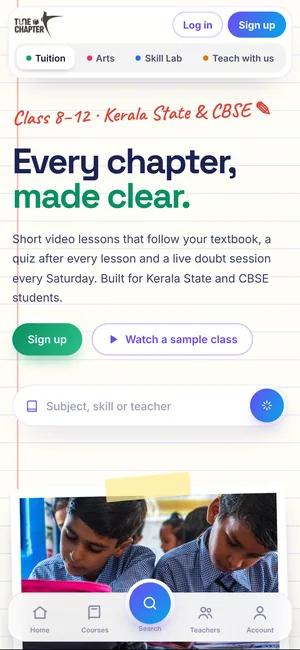 TUNE
CHAPTER
Log in
Sign up
Tuition
Arts
Skill Lab
Teach with us
Class 8–12 · Kerala State & CBSE
Every chapter,
made clear.
Short video lessons that follow your textbook, a
quiz after every lesson and a live doubt session
every Saturday. Built for Kerala State and CBSE
students.
Sign up
Watch a sample class
Subject, skill or teacher
Home
Courses
Search
Teachers
Account